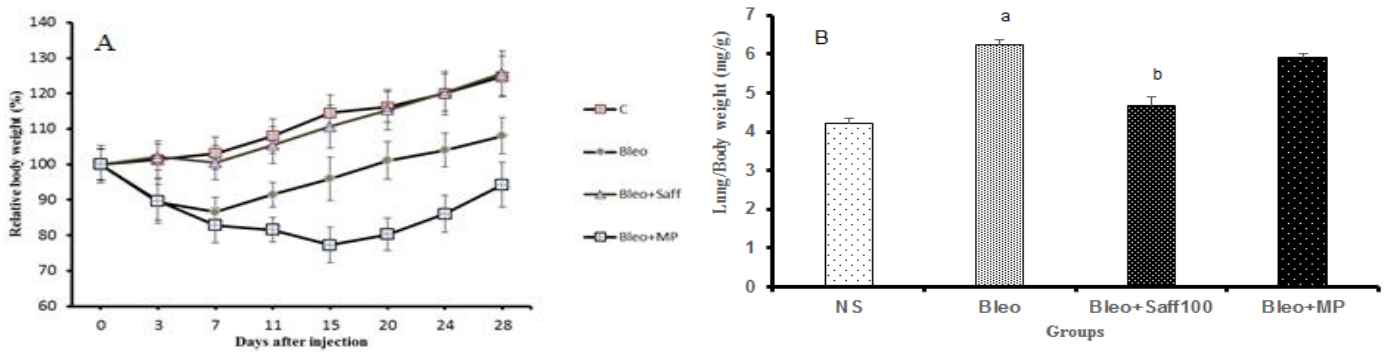 A
140
130
120
110
100
90
80
70
60
Relative body weight (%)
0 3 7 11 15 20 24 28
Days after injection
C
Bleo
Bleo+Saff
Bleo+MP
B
7
6
5
4
3
2
1
0
Lung/Body weight (mg/g)
a
b
NS Bleo Bleo+Saff100 Bleo+MP
Groups